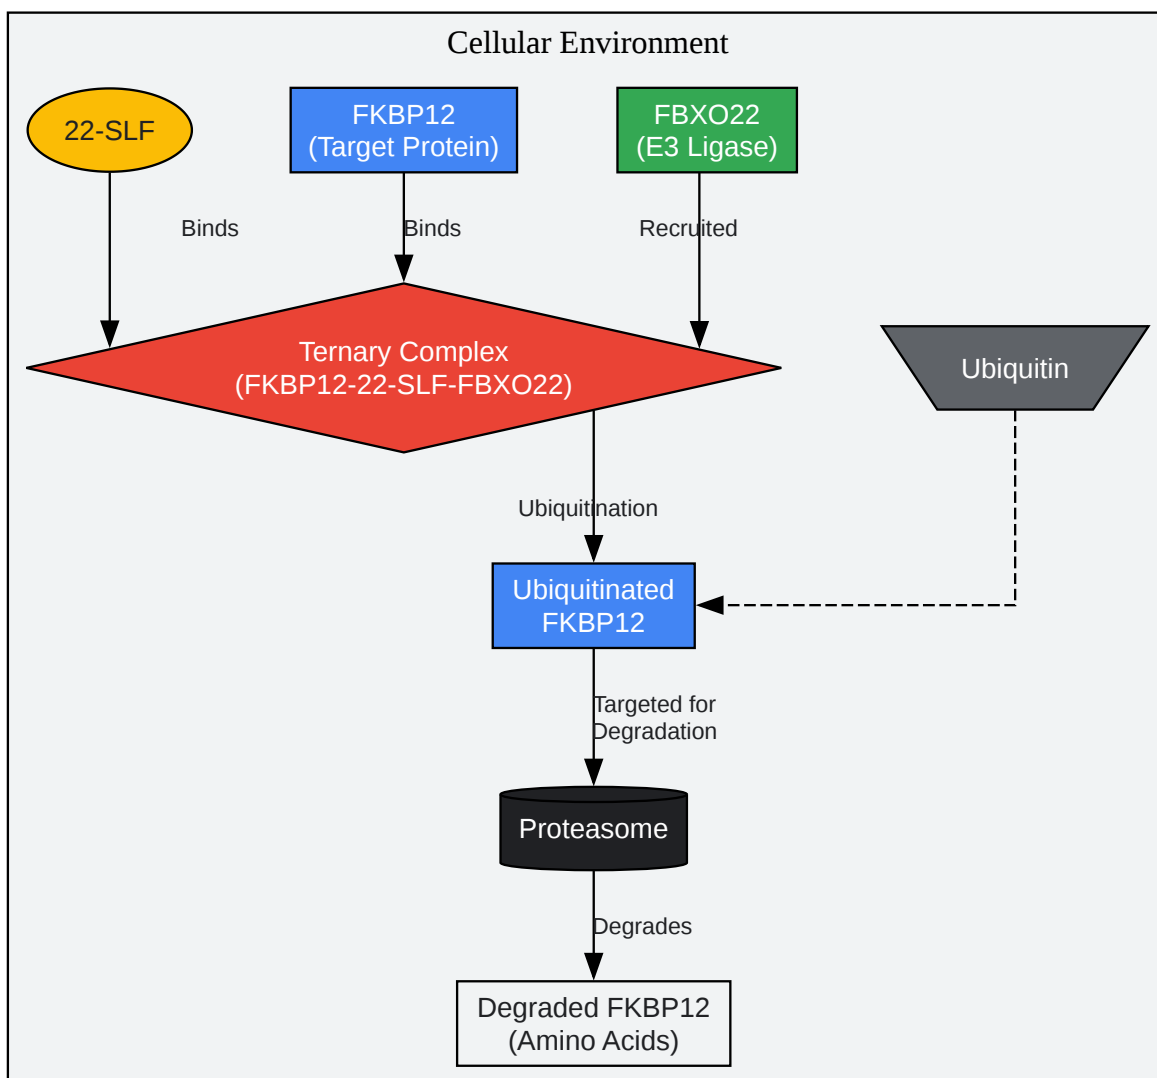 Cellular Environment
22-SLF
FKBP12
(Target Protein)
FBXO22
(E3 Ligase)
Binds
Binds
Recruited
Ternary Complex
(FKBP12-22-SLF-FBXO22)
Ubiquitin
Ubiquitination
Ubiquitinated
FKBP12
Targeted for
Degradation
Proteasome
Degrades
Degraded FKBP12
(Amino Acids)